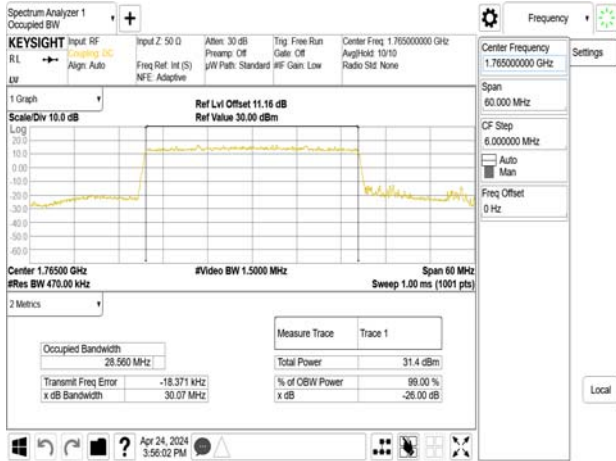 Spectrum Analyzer 1
Occupied BW
+
Frequency
KEYSIGHT
RL
Input: RF
Coupling: DC
Align: Auto
Input Z: 50 Ω
Freq Ref: Int (S)
NFE: Adaptive
Atten: 30 dB
Preamp: Off
µW Path: Standard
Trig: Free Run
Gate: Off
#IF Gain: Low
Center Freq: 1.765000000 GHz
Avg|Hold: 10/10
Radio Std: None
Center Frequency
1.765000000 GHz
Settings
Span
60.000 MHz
CF Step
6.000000 MHz
Auto
Man
Freq Offset
0 Hz
Local
1 Graph
Scale/Div 10.0 dB
Ref Lvl Offset 11.16 dB
Ref Value 30.00 dBm
Log
20.0
10.0
0.00
-10.0
-20.0
-30.0
-40.0
-50.0
-60.0
Center 1.76500 GHz
#Video BW 1.5000 MHz
Span 60 MHz
#Res BW 470.00 kHz
Sweep 1.00 ms (1001 pts)
2 Metrics
Measure Trace Trace 1
Occupied Bandwidth
28.560 MHz
Total Power 31.4 dBm
Transmit Freq Error -18.371 kHz
% of OBW Power 99.00 %
x dB Bandwidth 30.07 MHz
x dB -26.00 dB
?
Apr 24, 2024
3:56:02 PM